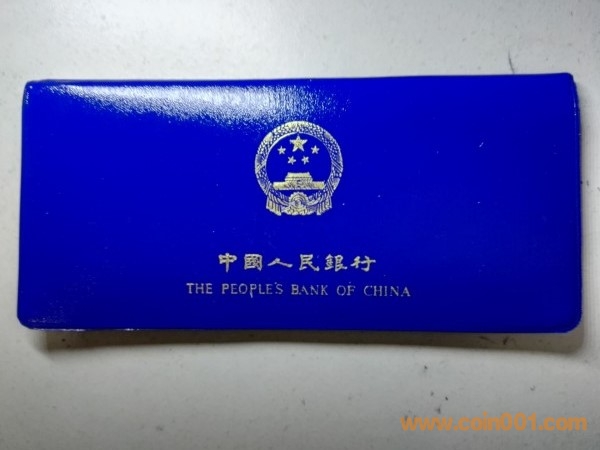 中國人民銀行
THE PEOPLE'S BANK OF CHINA
www.coin001.com